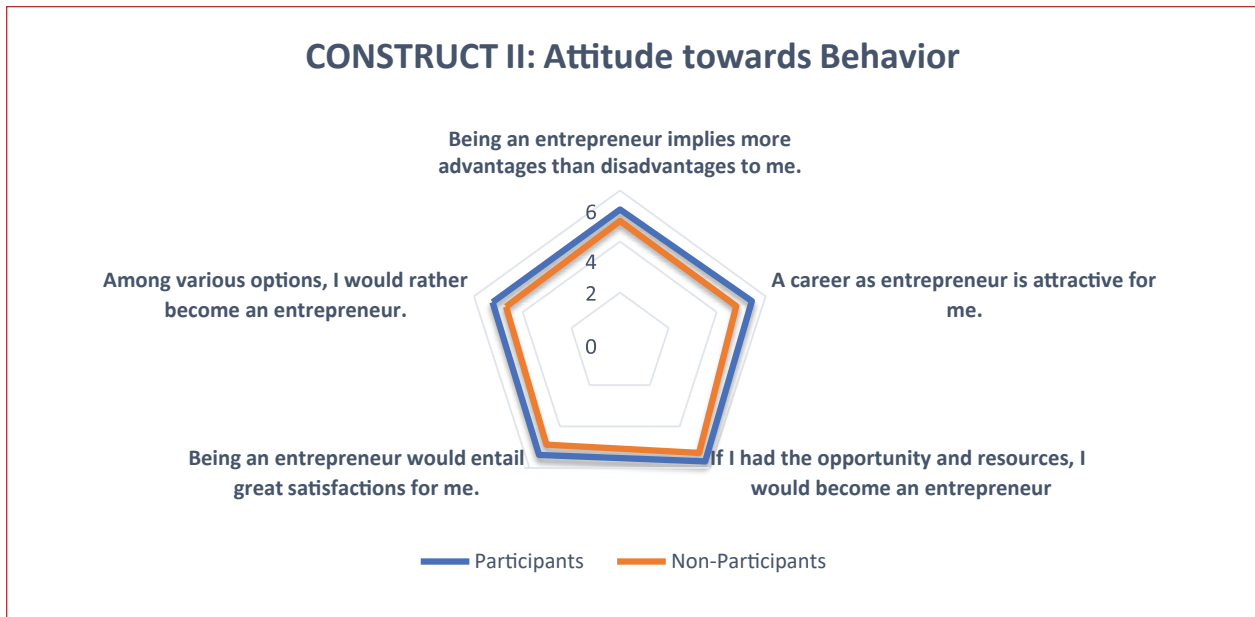 CONSTRUCT II: Attitude towards Behavior
Being an entrepreneur implies more
advantages than disadvantages to me.
6
4
2
0
Among various options, I would rather
become an entrepreneur.
A career as entrepreneur is attractive for
me.
Being an entrepreneur would entail
great satisfactions for me.
If I had the opportunity and resources, I
would become an entrepreneur
Participants
Non-Participants